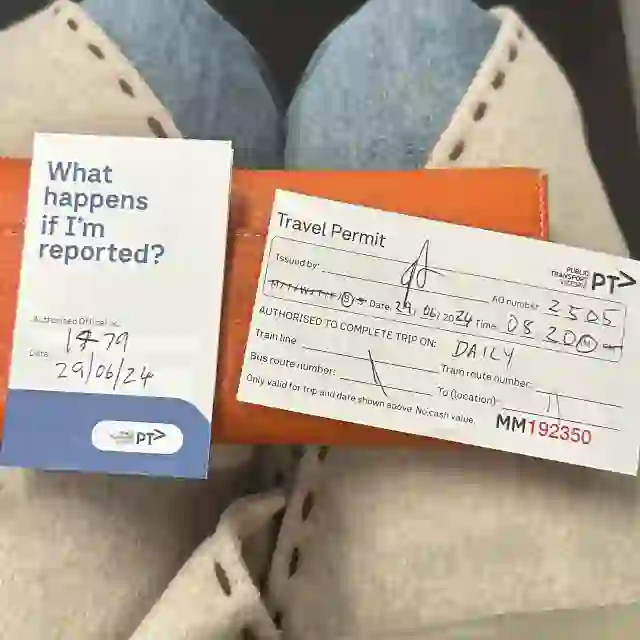 What
happens
if I'm
reported?
Authorised Officer no.
1479
Date:
29/06/24
PT>
Travel Permit
PUBLIC
TRANSPORT
VICTORIA
PT>
Issued by:
AO number 2505
M/T/W/T/F/S/S Date: 29/06/2024 Time: 08 20 AM
AUTHORISED TO COMPLETE TRIP ON: DAILY
Train line
Tram route number:
Bus route number:
To (location):
Only valid for trip and date shown above. No cash value.
MM192350